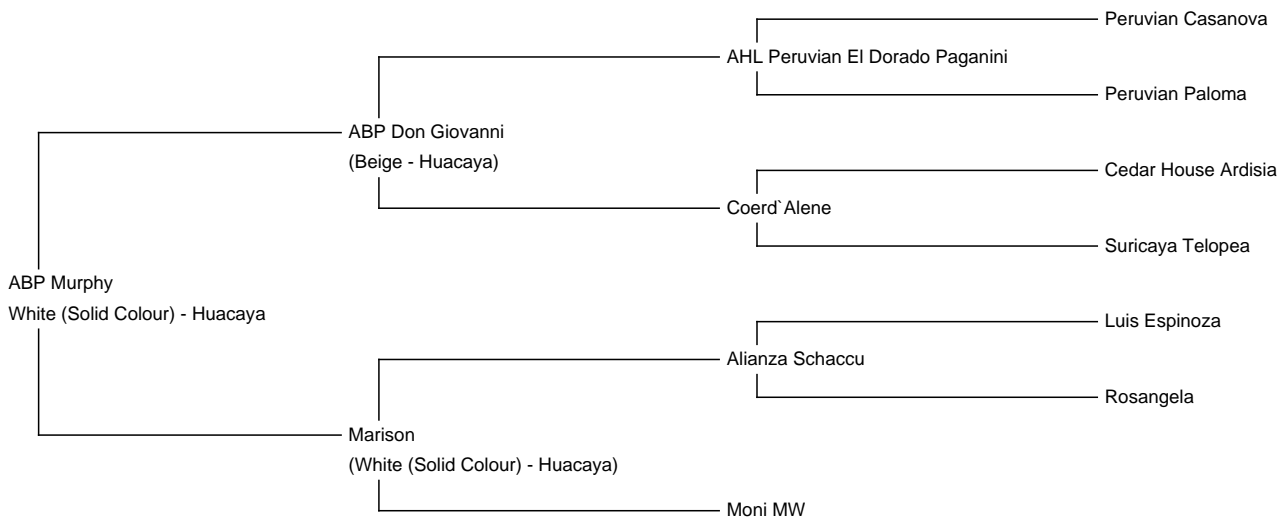 Peruvian Casanova
AHL Peruvian El Dorado Paganini
Peruvian Paloma
ABP Don Giovanni
(Beige - Huacaya)
Cedar House Ardisia
Coerd`Alene
Suricaya Telopea
ABP Murphy
White (Solid Colour) - Huacaya
Luis Espinoza
Alianza Schaccu
Rosangela
Marison
(White (Solid Colour) - Huacaya)
Moni MW